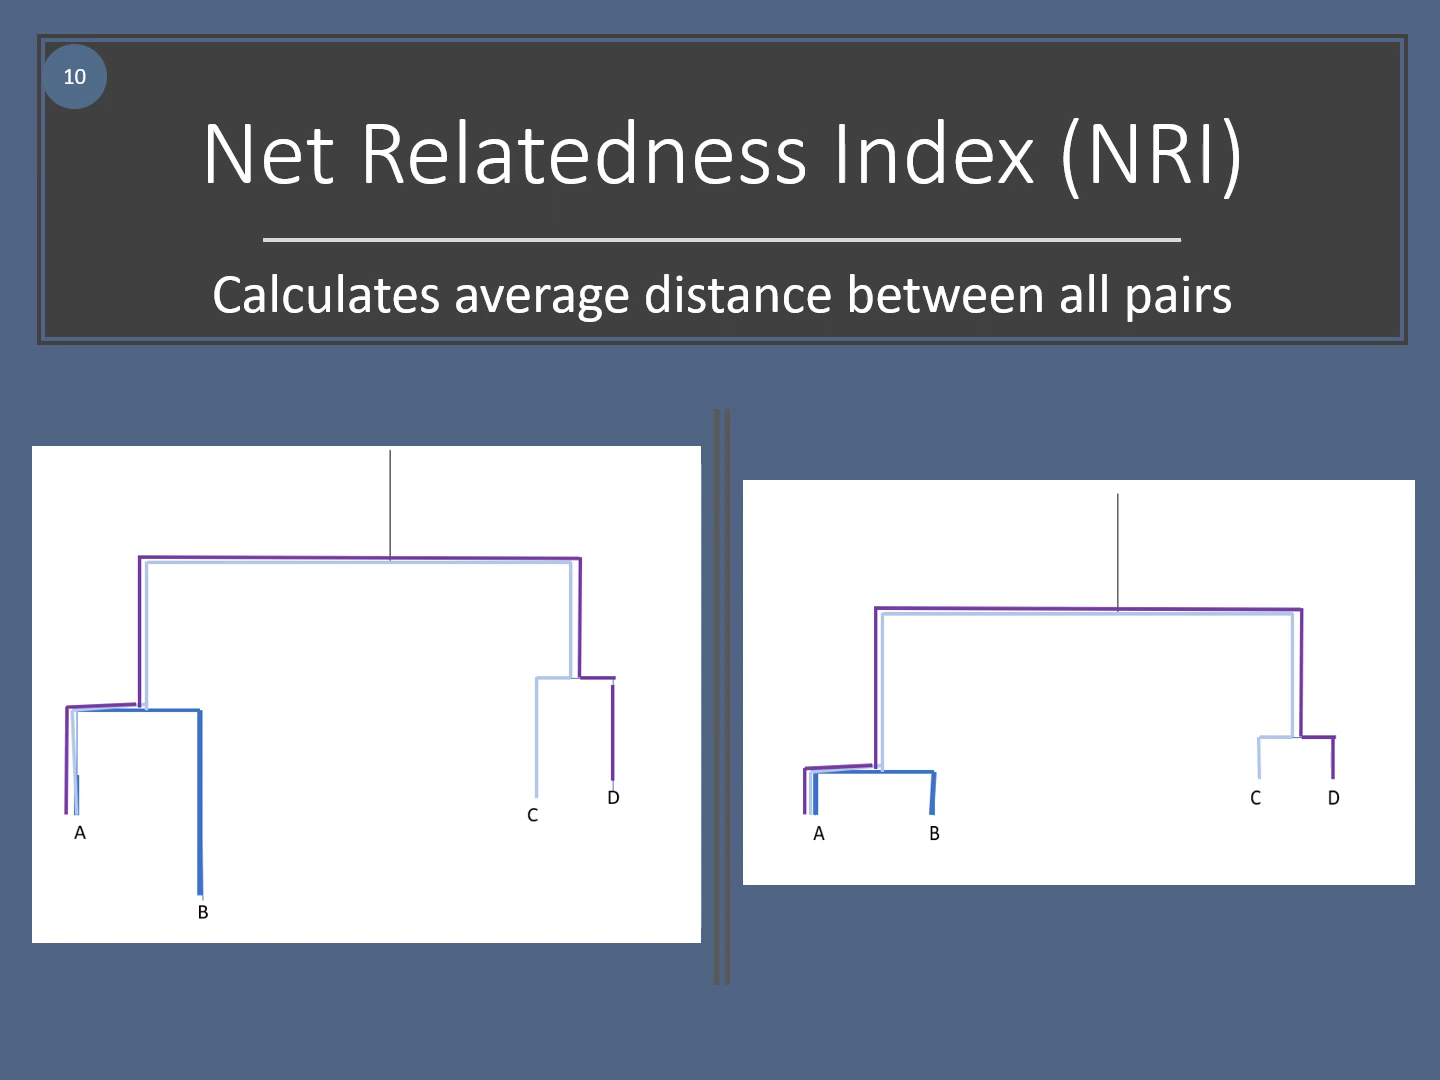 10
Net Relatedness Index (NRI)
Calculates average distance between all pairs
A
B
C
D
A
B
C
D